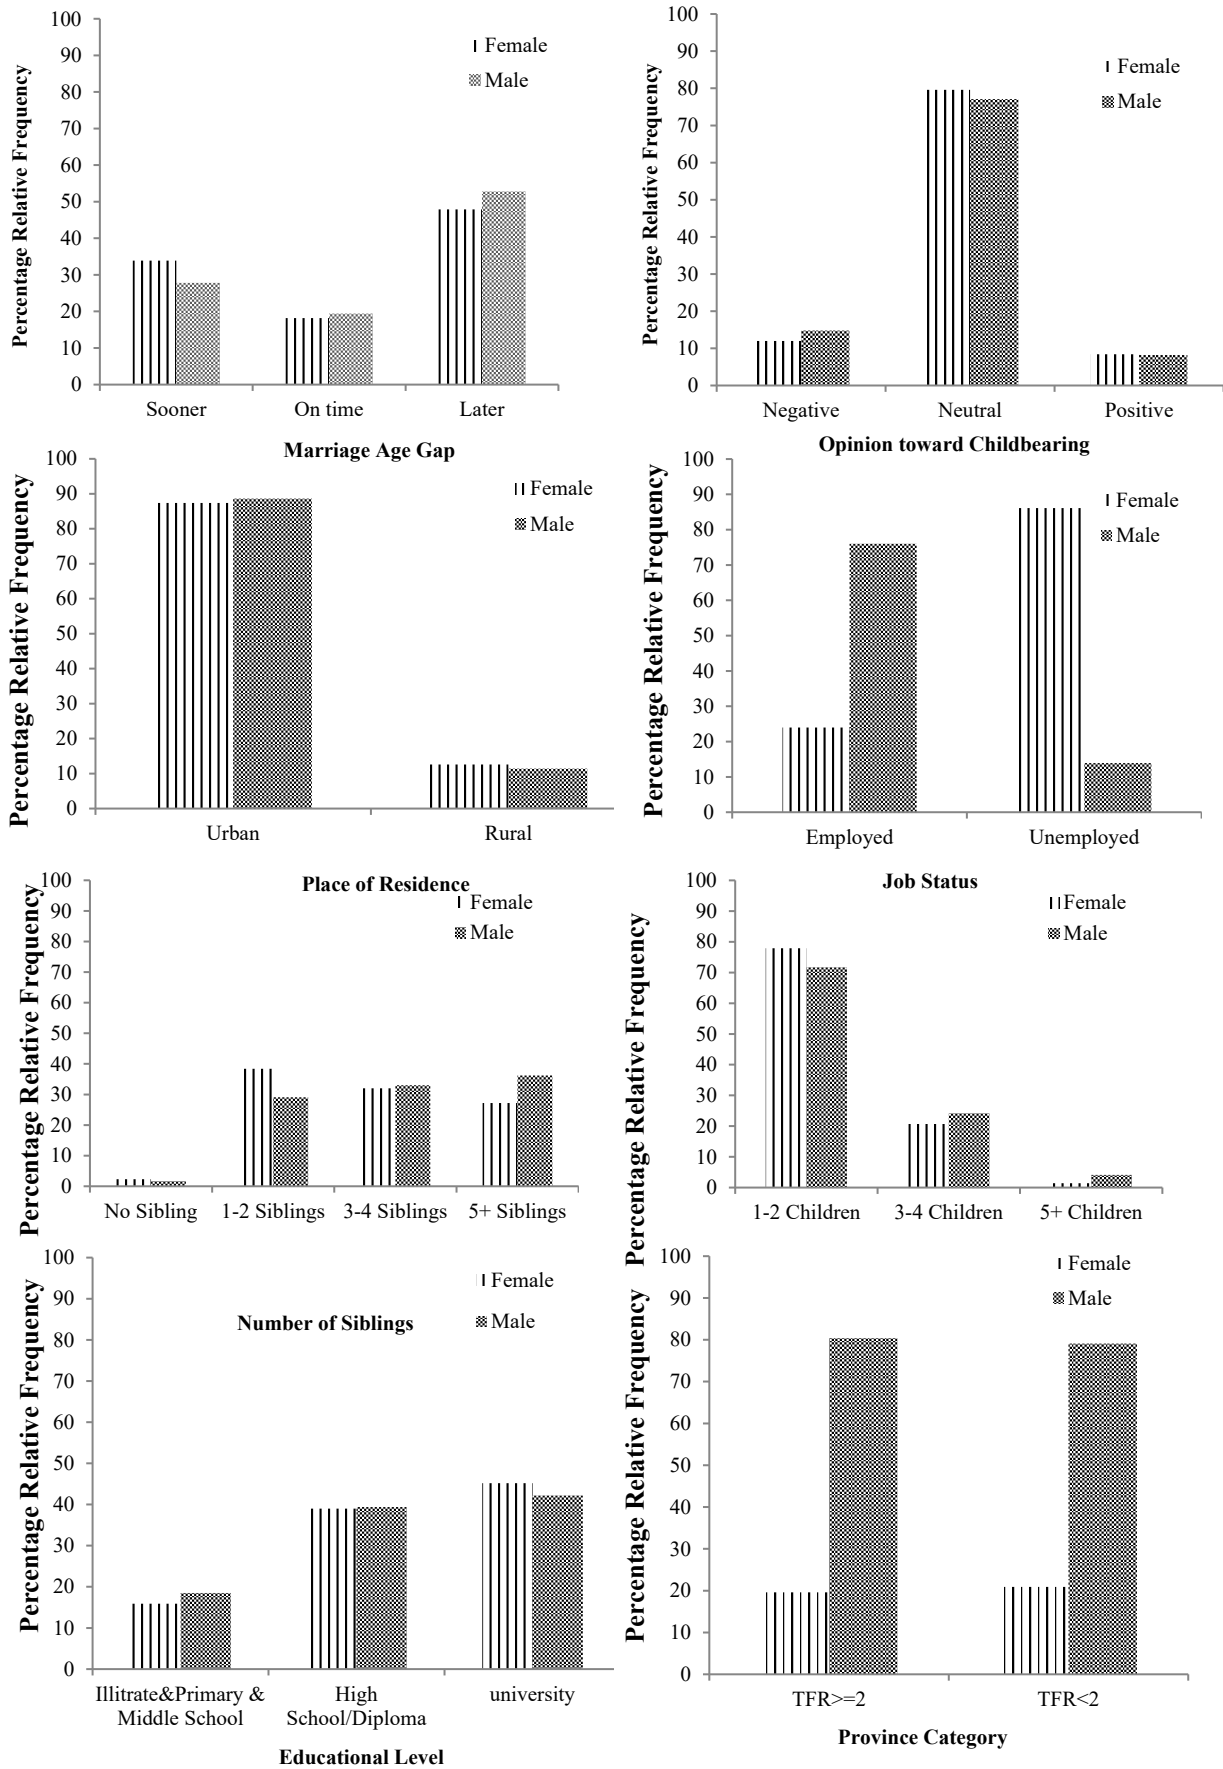 Percentage Relative Frequency
100
90
80
70
60
50
40
30
20
10
0
Female
Male
Sooner
On time
Later
Marriage Age Gap
Percentage Relative Frequency
100
90
80
70
60
50
40
30
20
10
0
Female
Male
Negative
Neutral
Positive
Opinion toward Childbearing
Percentage Relative Frequency
100
90
80
70
60
50
40
30
20
10
0
Female
Male
Urban
Rural
Place of Residence
Percentage Relative Frequency
100
90
80
70
60
50
40
30
20
10
0
Female
Male
Employed
Unemployed
Job Status
Percentage Relative Frequency
100
90
80
70
60
50
40
30
20
10
0
Female
Male
No Sibling
1-2 Siblings
3-4 Siblings
5+ Siblings
Number of Siblings
Percentage Relative Frequency
100
90
80
70
60
50
40
30
20
10
0
Female
Male
1-2 Children
3-4 Children
5+ Children
Percentage Relative Frequency
100
90
80
70
60
50
40
30
20
10
0
Female
Male
Illitrate&Primary &
Middle School
High
School/Diploma
university
Educational Level
Percentage Relative Frequency
100
90
80
70
60
50
40
30
20
10
0
Female
Male
TFR>=2
TFR<2
Province Category